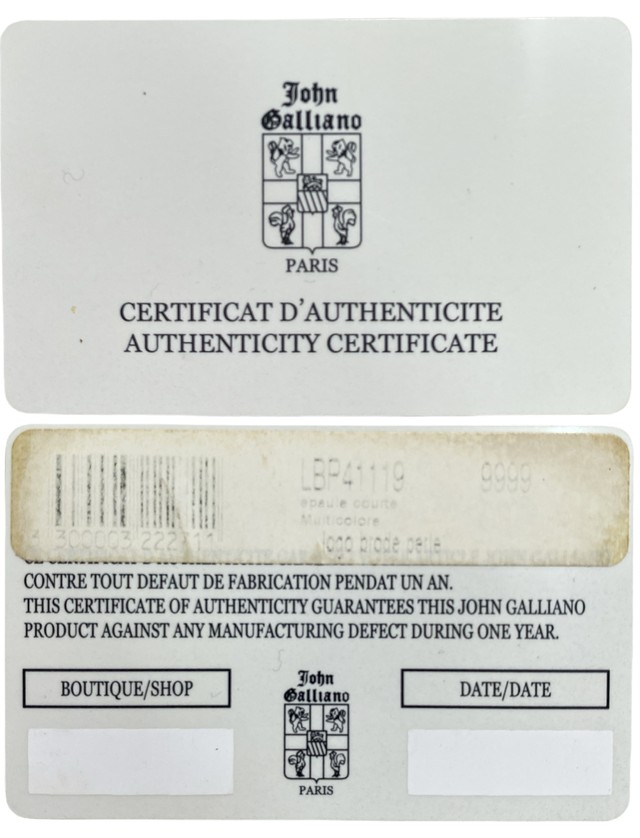 John
Galliano
PARIS
CERTIFICAT D'AUTHENTICITE
AUTHENTICITY CERTIFICATE
LBP41119 9999
epaule courte
Multicolore
logo brode perle
CONTRE TOUT DEFAUT DE FABRICATION PENDAT UN AN.
THIS CERTIFICATE OF AUTHENTICITY GUARANTEES THIS JOHN GALLIANO
PRODUCT AGAINST ANY MANUFACTURING DEFECT DURING ONE YEAR.
BOUTIQUE/SHOP
John
Galliano
PARIS
DATE/DATE